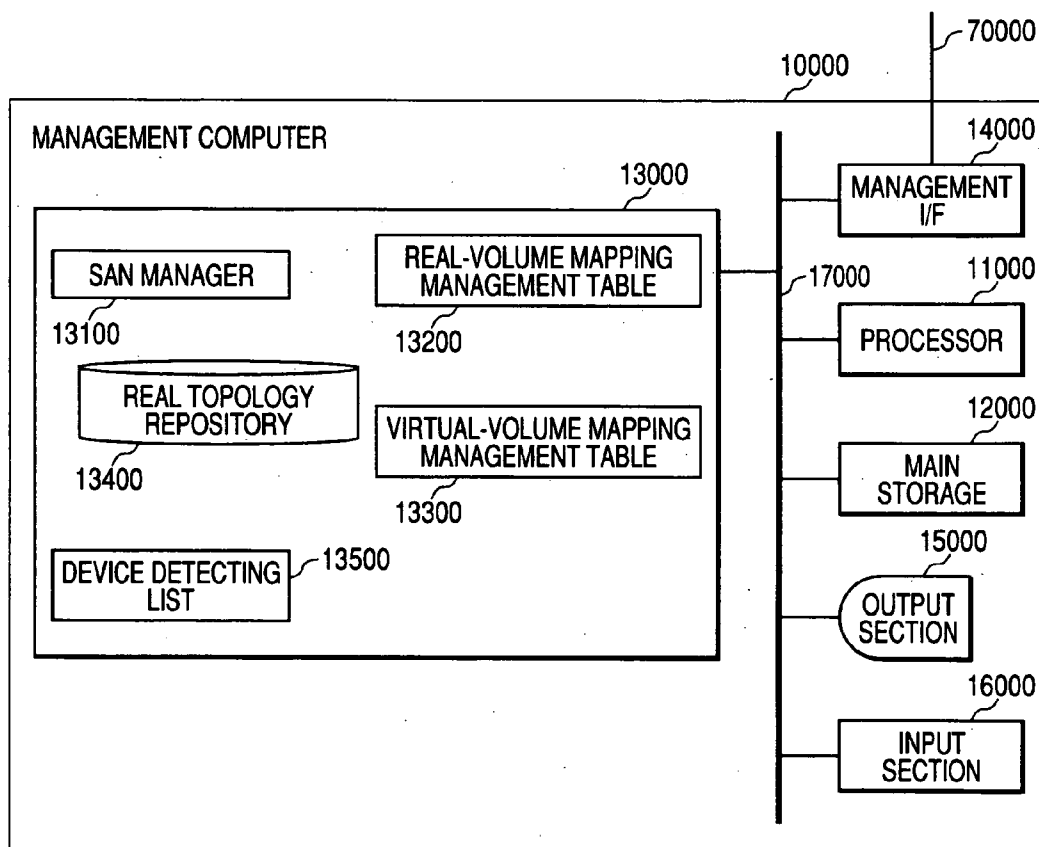 70000
10000
MANAGEMENT COMPUTER
14000
MANAGEMENT
I/F
13000
SAN MANAGER
13100
REAL-VOLUME MAPPING
MANAGEMENT TABLE
13200
17000
11000
PROCESSOR
REAL TOPOLOGY
REPOSITORY
13400
VIRTUAL-VOLUME MAPPING
MANAGEMENT TABLE
13300
12000
MAIN
STORAGE
DEVICE DETECTING
LIST
13500
15000
OUTPUT
SECTION
16000
INPUT
SECTION